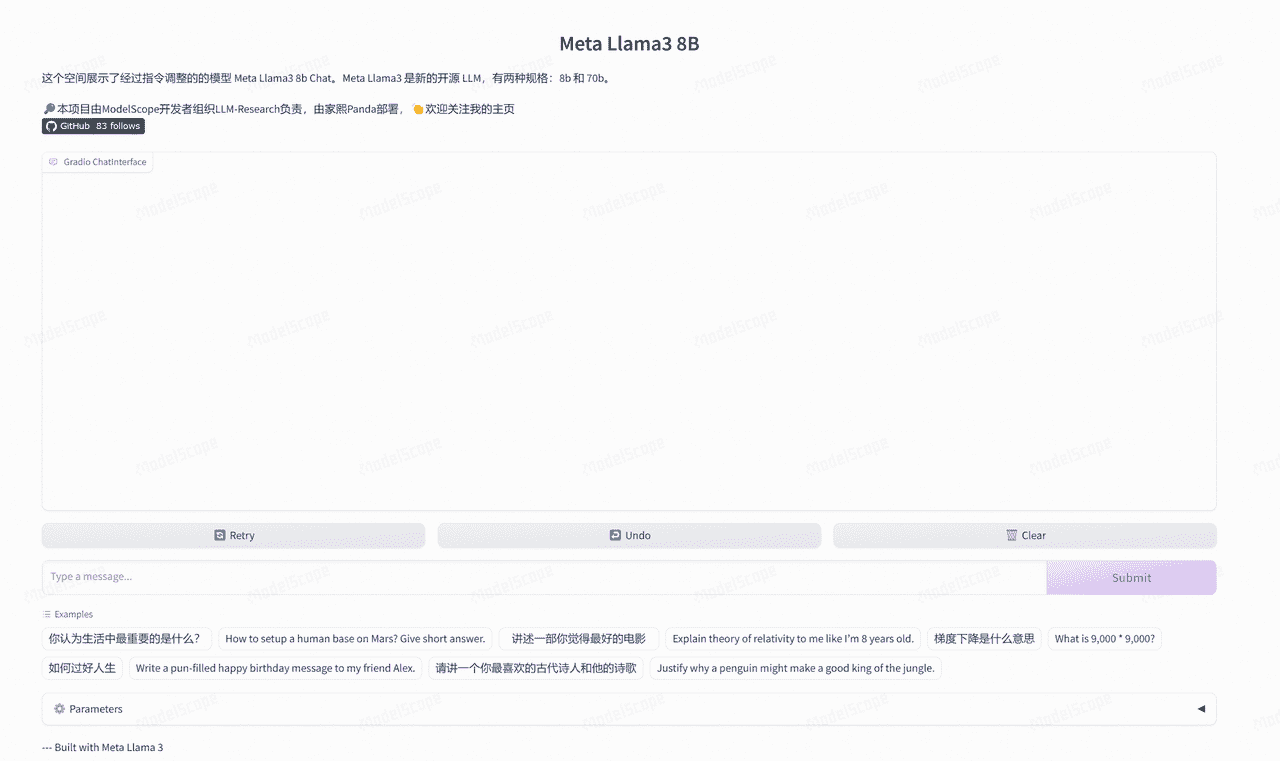 Meta Llama3 8B
这个空间展示了经过指令调整的的模型 Meta Llama3 8b Chat。Meta Llama3 是新的开源 LLM，有两种规格：8b 和 70b。
🔎本项目由ModelScope开发者组织LLM-Research负责，由家熙Panda部署，👏欢迎关注我的主页
GitHub 83 follows
Gradio ChatInterface
Retry Undo Clear
Type a message... Submit
Examples
你认为生活中最重要的是什么？ How to setup a human base on Mars? Give short answer. 讲述一部你觉得最好的电影 Explain theory of relativity to me like I'm 8 years old. 梯度下降是什么意思 What is 9,000 * 9,000?
如何过好人生 Write a pun-filled happy birthday message to my friend Alex. 请讲一个你最喜欢的古代诗人和他的诗歌 Justify why a penguin might make a good king of the jungle.
Parameters
--- Built with Meta Llama 3
ModelScope